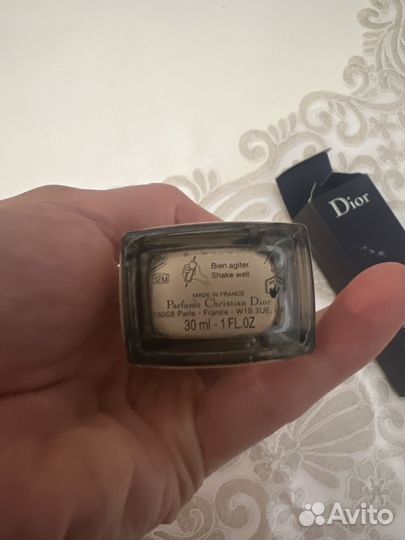 Dior
Bien agiter.
Shake well.
MADE IN FRANCE
Parfums Christian Dior
75008 Paris - France - W1S 2UE,
30 ml - 1 FL.OZ
Avito